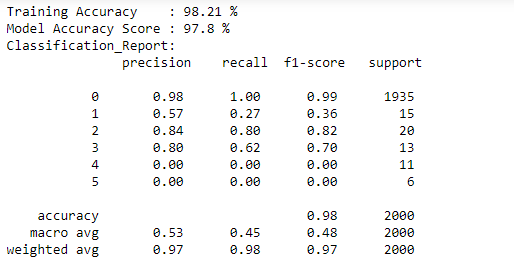 Training Accuracy    : 98.21 %
Model Accuracy Score : 97.8 %
Classification_Report:
              precision    recall  f1-score   support

           0       0.98      1.00      0.99      1935
           1       0.57      0.27      0.36        15
           2       0.84      0.80      0.82        20
           3       0.80      0.62      0.70        13
           4       0.00      0.00      0.00        11
           5       0.00      0.00      0.00         6

    accuracy                           0.98      2000
   macro avg       0.53      0.45      0.48      2000
weighted avg       0.97      0.98      0.97      2000